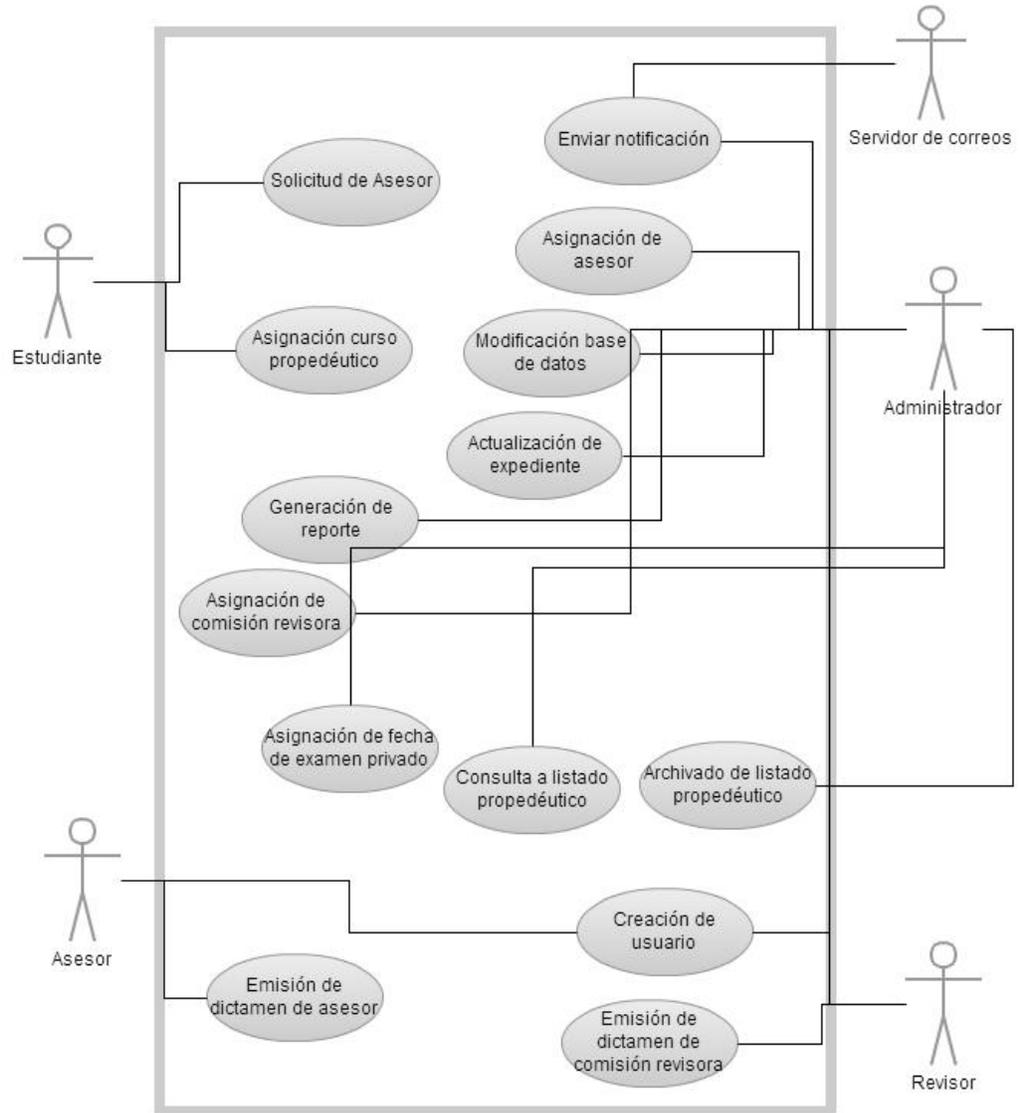 Servidor de correos
Enviar notificación
Solicitud de Asesor
Asignación de
asesor
Estudiante
Asignación curso
propedéutico
Modificación base
de datos
Administrador
Actualización de
expediente
Generación de
reporte
Asignación de
comisión revisora
Asignación de fecha
de examen privado
Consulta a listado
propedéutico
Archivado de listado
propedéutico
Asesor
Creación de
usuario
Emisión de
dictamen de asesor
Emisión de
dictamen de
comisión revisora
Revisor